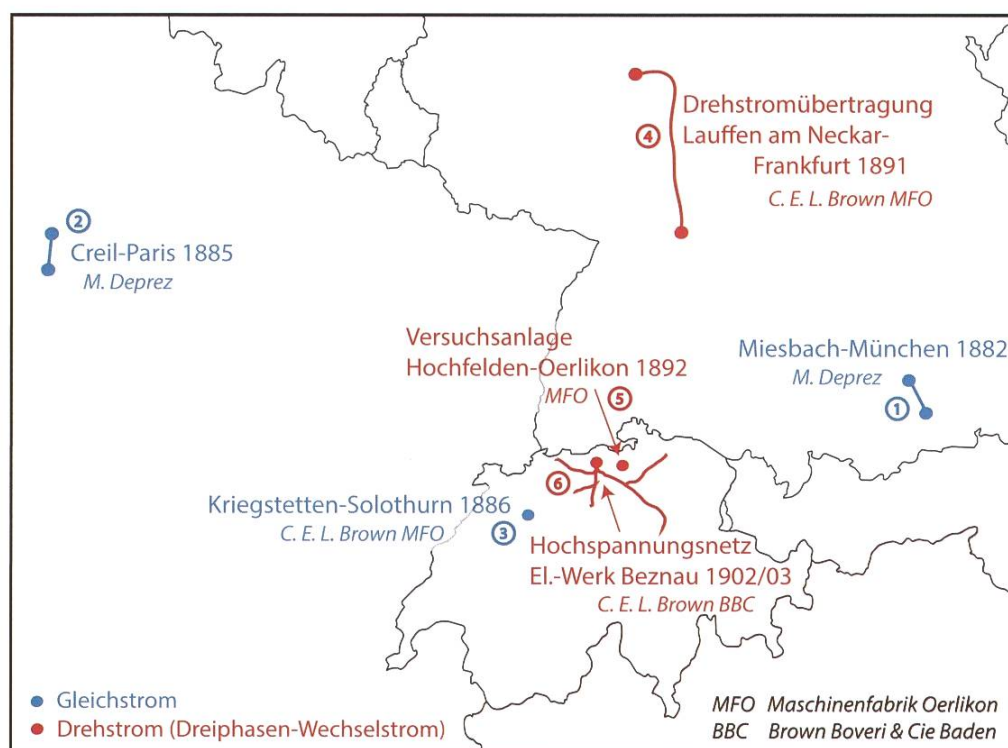 Drehstromübertragung
Lauffen am Neckar-
Frankfurt 1891
C. E. L. Brown MFO
4
2
Creil-Paris 1885
M. Deprez
Versuchsanlage
Hochfelden-Oerlikon 1892
MFO
5
Miesbach-München 1882
M. Deprez
1
6
Kriegstetten-Solothurn 1886
C. E. L. Brown MFO
3
Hochspannungsnetz
El.-Werk Beznau 1902/03
C. E. L. Brown BBC
Gleichstrom
Drehstrom (Dreiphasen-Wechselstrom)
MFO Maschinenfabrik Oerlikon
BBC Brown Boveri & Cie Baden